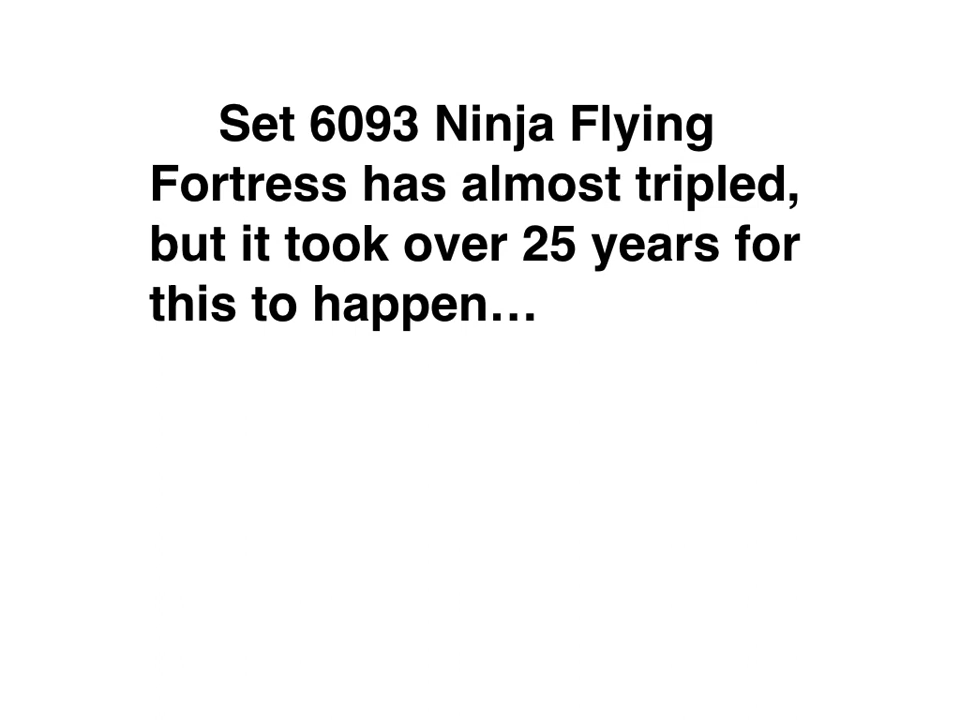 Set 6093 Ninja Flying
Fortress has almost tripled,
but it took over 25 years for
this to happen…